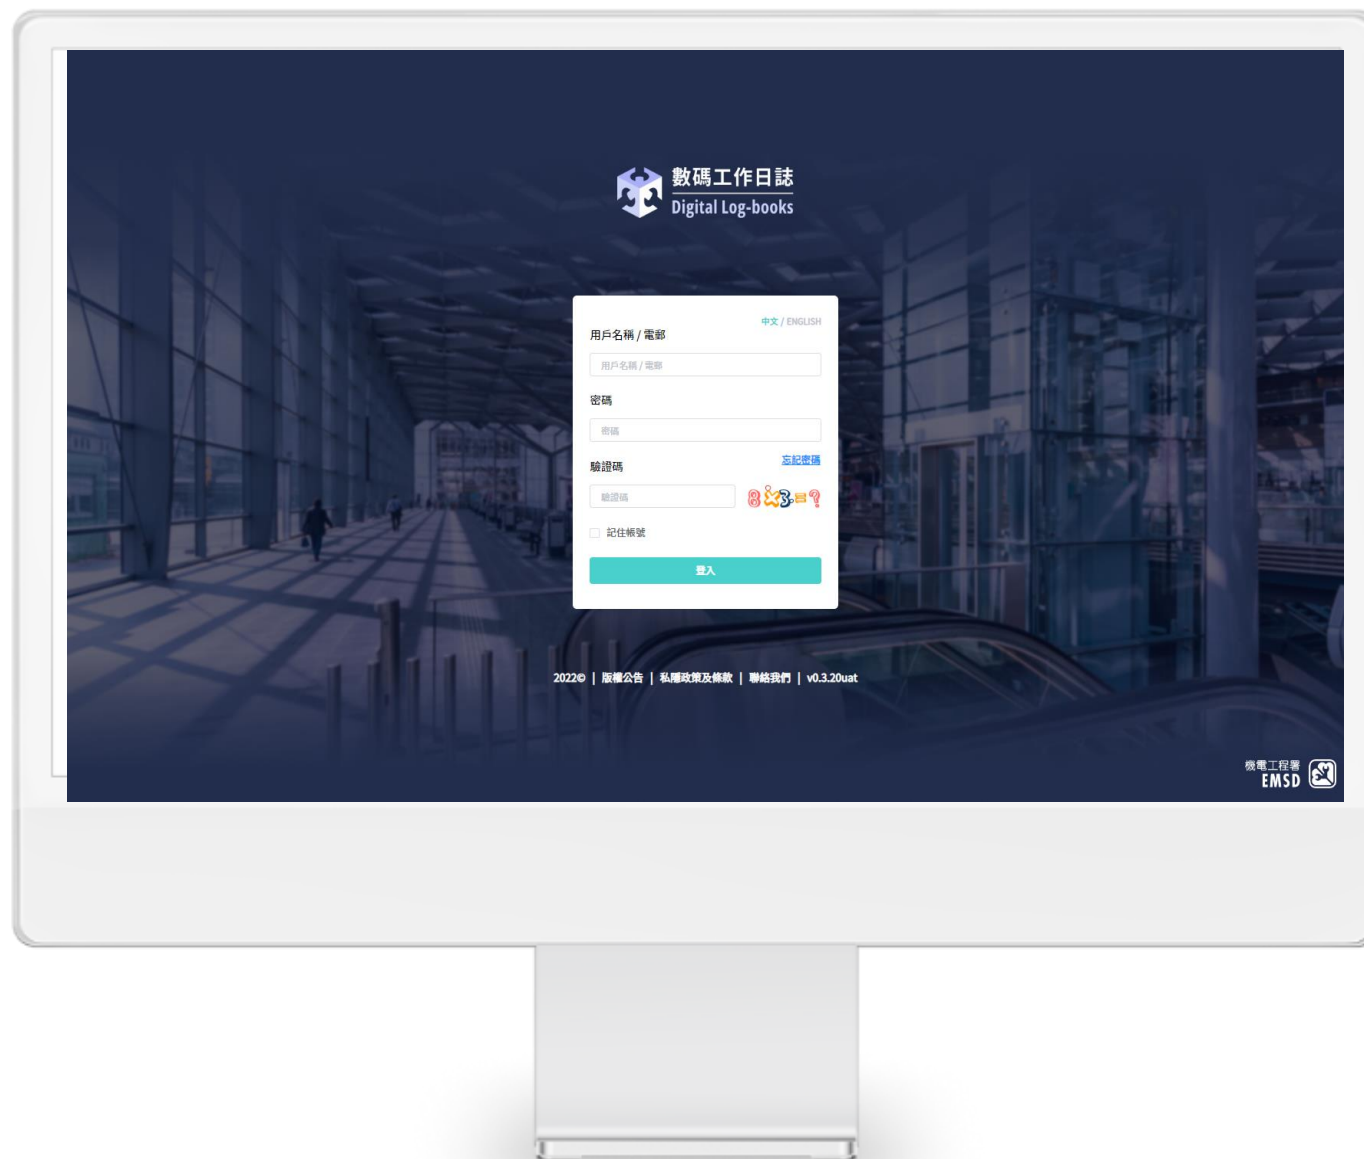 數碼工作日誌
Digital Log-books
中文 / ENGLISH
用戶名稱 / 電郵
用戶名稱 / 電郵
密碼
密碼
忘記密碼
驗證碼
驗證碼
8×3=?
記住帳號
登入
2022© | 版權公告 | 私隱政策及條款 | 聯絡我們 | v0.3.20uat
機電工程署
EMSD